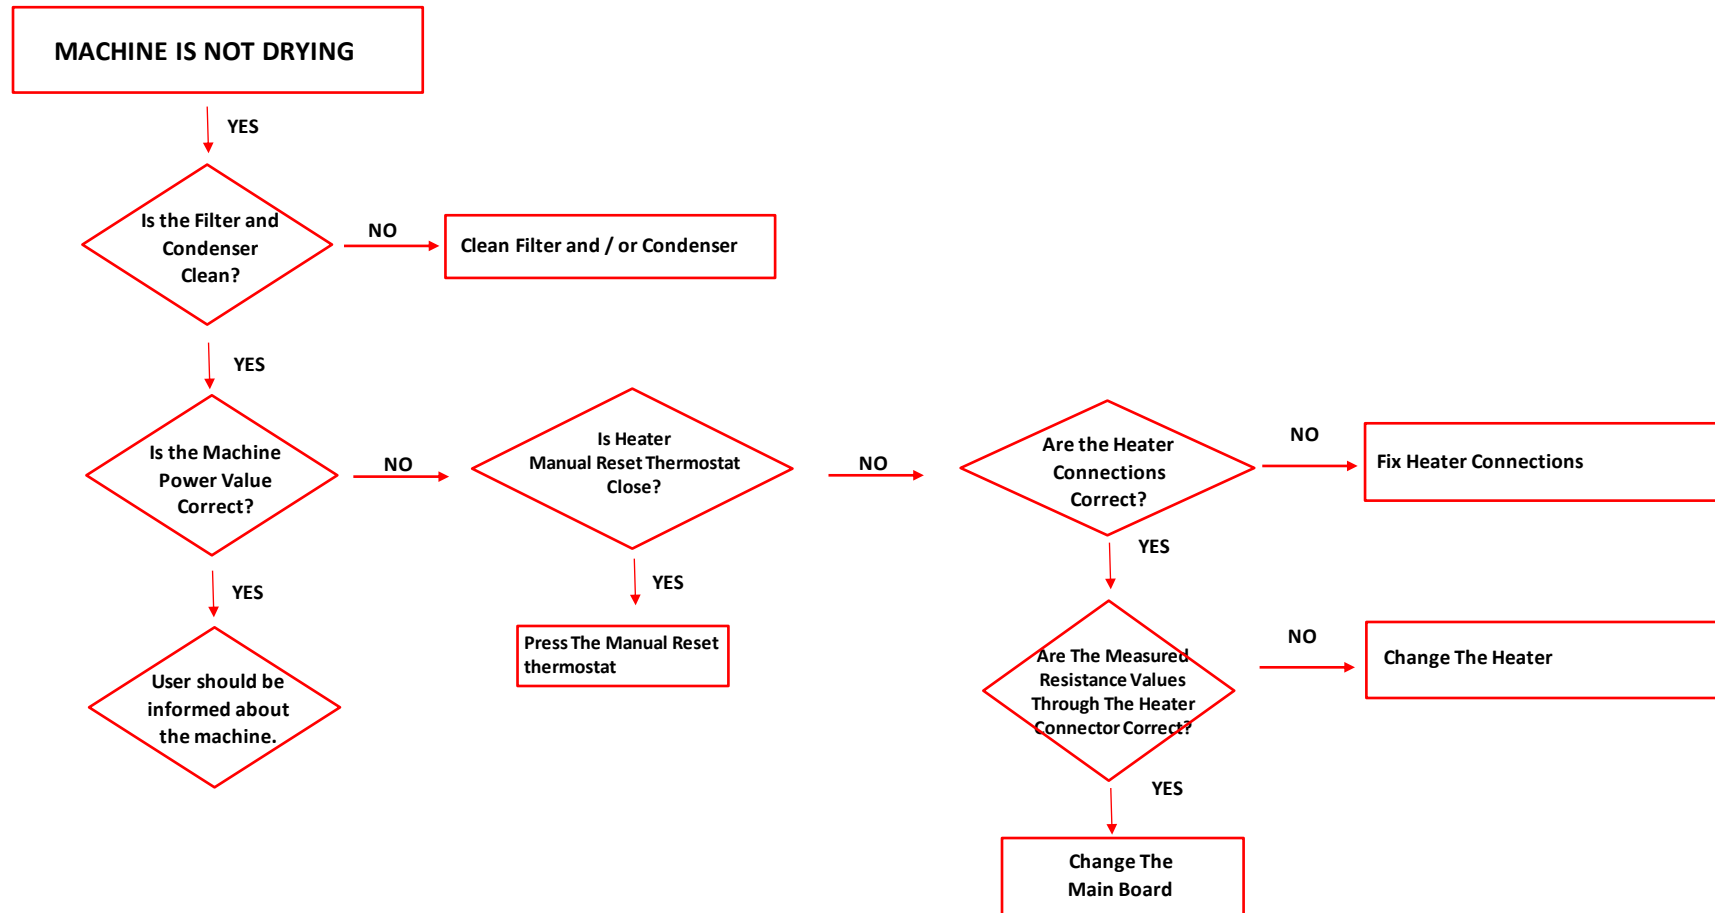 MACHINE IS NOT DRYING
YES
Is the Filter and
Condenser
Clean?
NO
Clean Filter and / or Condenser
YES
Is the Machine
Power Value
Correct?
NO
Is Heater
Manual Reset Thermostat
Close?
NO
Are the Heater
Connections
Correct?
NO
Fix Heater Connections
YES
User should be
informed about
the machine.
YES
Press The Manual Reset
thermostat
YES
Are The Measured
Resistance Values
Through The Heater
Connector Correct?
NO
Change The Heater
YES
Change The
Main Board